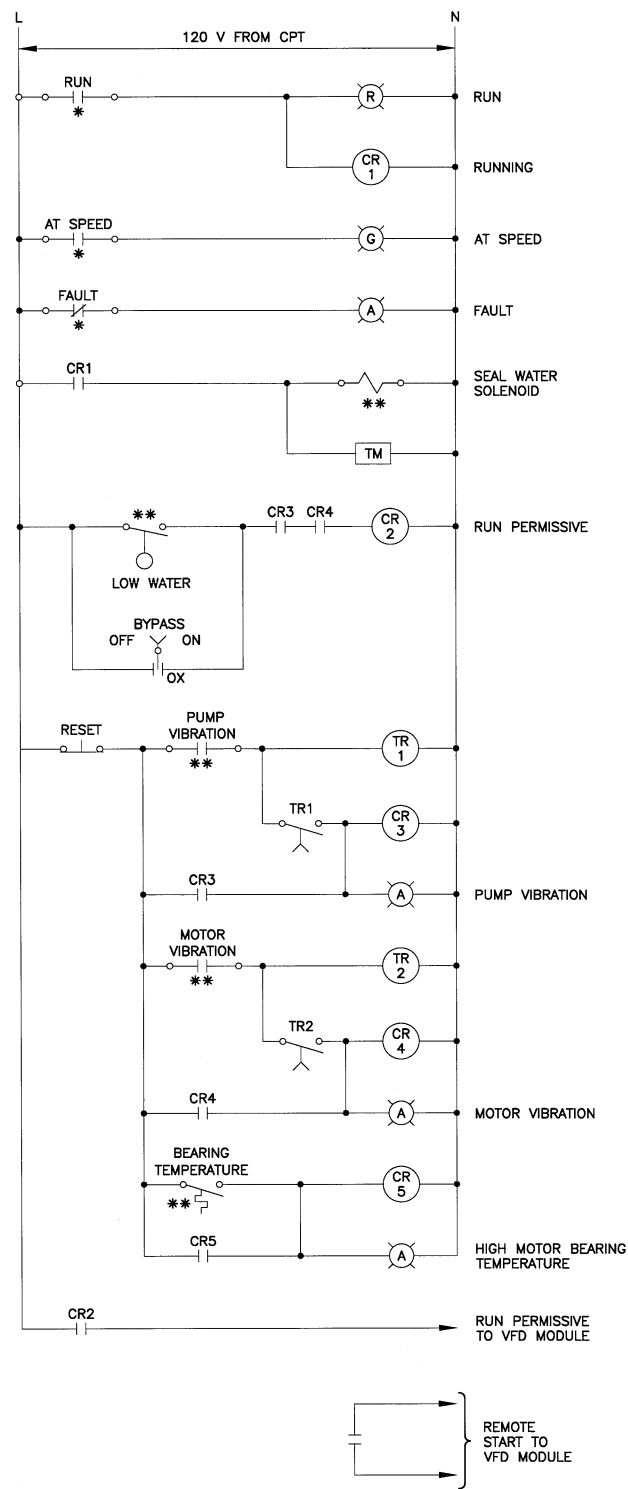 L N
120 V FROM CPT
RUN
*
R
RUN
CR
1
RUNNING
AT SPEED
*
G
AT SPEED
FAULT
*
A
FAULT
CR1
**
SEAL WATER
SOLENOID
TM
**
CR3 CR4
CR
2
RUN PERMISSIVE
LOW WATER
BYPASS
OFF ON
OX
RESET
PUMP
VIBRATION
**
TR
1
TR1
CR
3
CR3
A
PUMP VIBRATION
MOTOR
VIBRATION
**
TR
2
TR2
CR
4
CR4
A
MOTOR VIBRATION
BEARING
TEMPERATURE
**
CR
5
CR5
A
HIGH MOTOR BEARING
TEMPERATURE
CR2
RUN PERMISSIVE
TO VFD MODULE
REMOTE
START TO
VFD MODULE